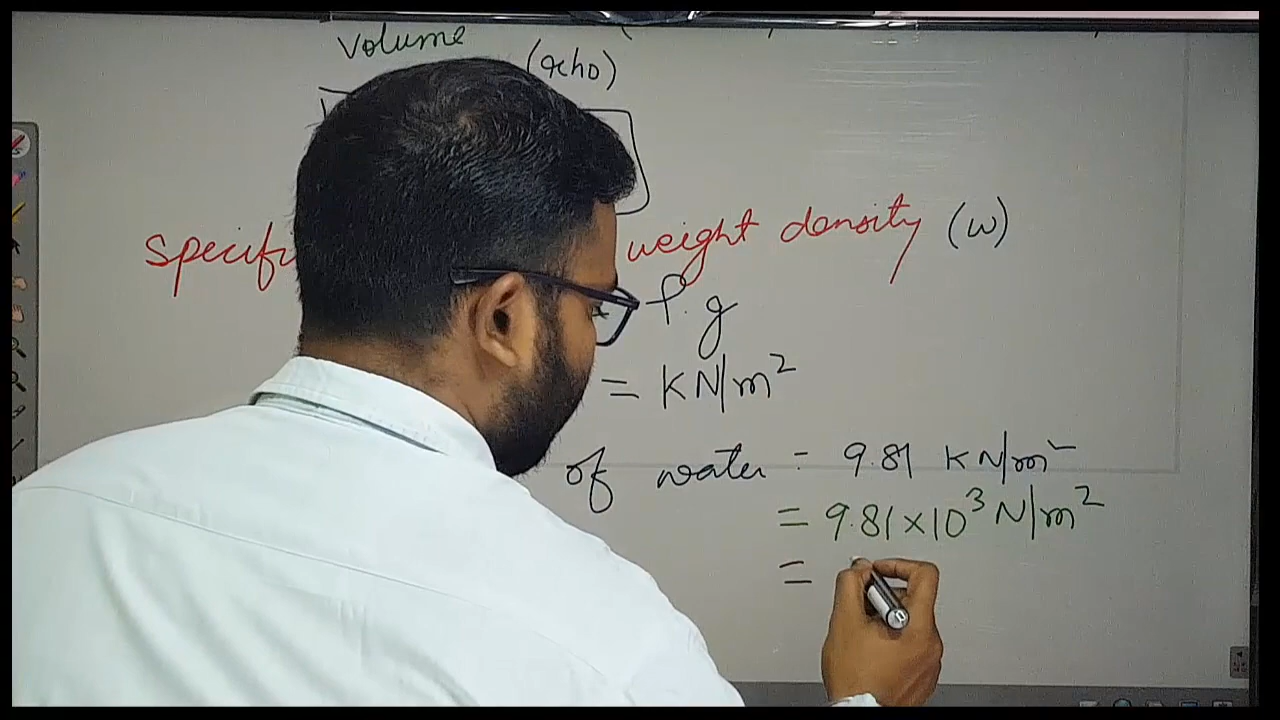 volume
(rho)
specifi weight density (w)
ρ.g
= KN/m²
of water = 9.81 KN/m²
= 9.81×10³ N/m²
=